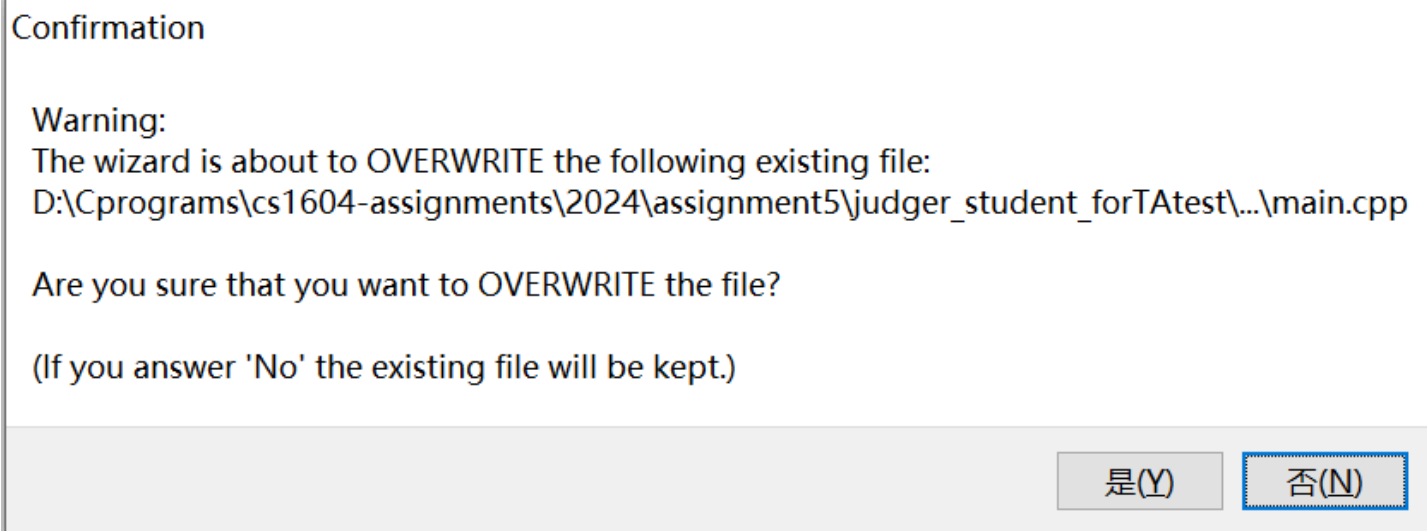 Confirmation
Warning:
The wizard is about to OVERWRITE the following existing file:
D:\Cprograms\cs1604-assignments\2024\assignment5\judger_student_forTAtest\...\main.cpp
Are you sure that you want to OVERWRITE the file?
(If you answer 'No' the existing file will be kept.)
是(Y) 否(N)